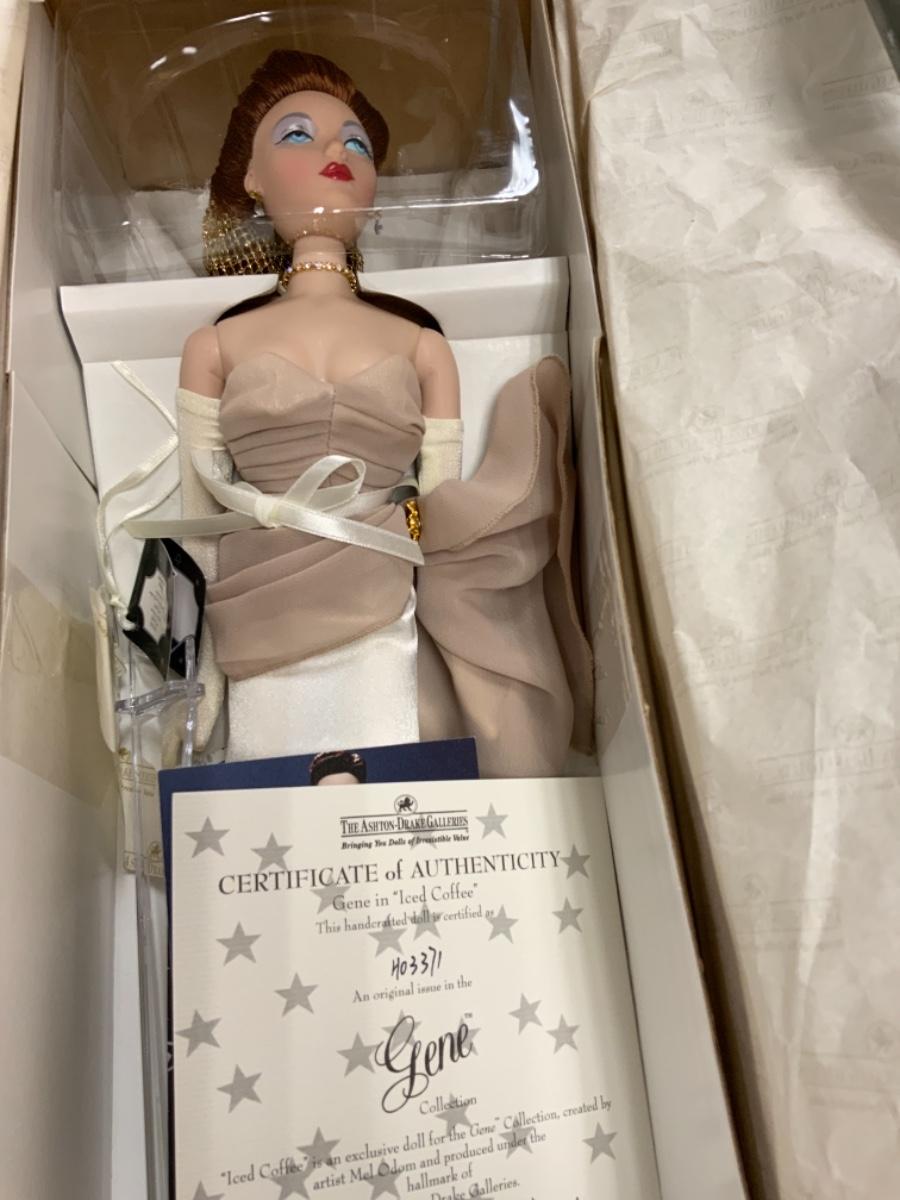 THE ASHTON-DRAKE GALLERIES
Bringing You Dolls of Irresistible Value
CERTIFICATE of AUTHENTICITY
Gene in "Iced Coffee"
This handcrafted doll is certified as
H03371
An original issue in the
Gene™
Collection
"Iced Coffee" is an exclusive doll for the Gene™ Collection, created by
artist Mel Odom and produced under the
hallmark of
Drake Galleries.